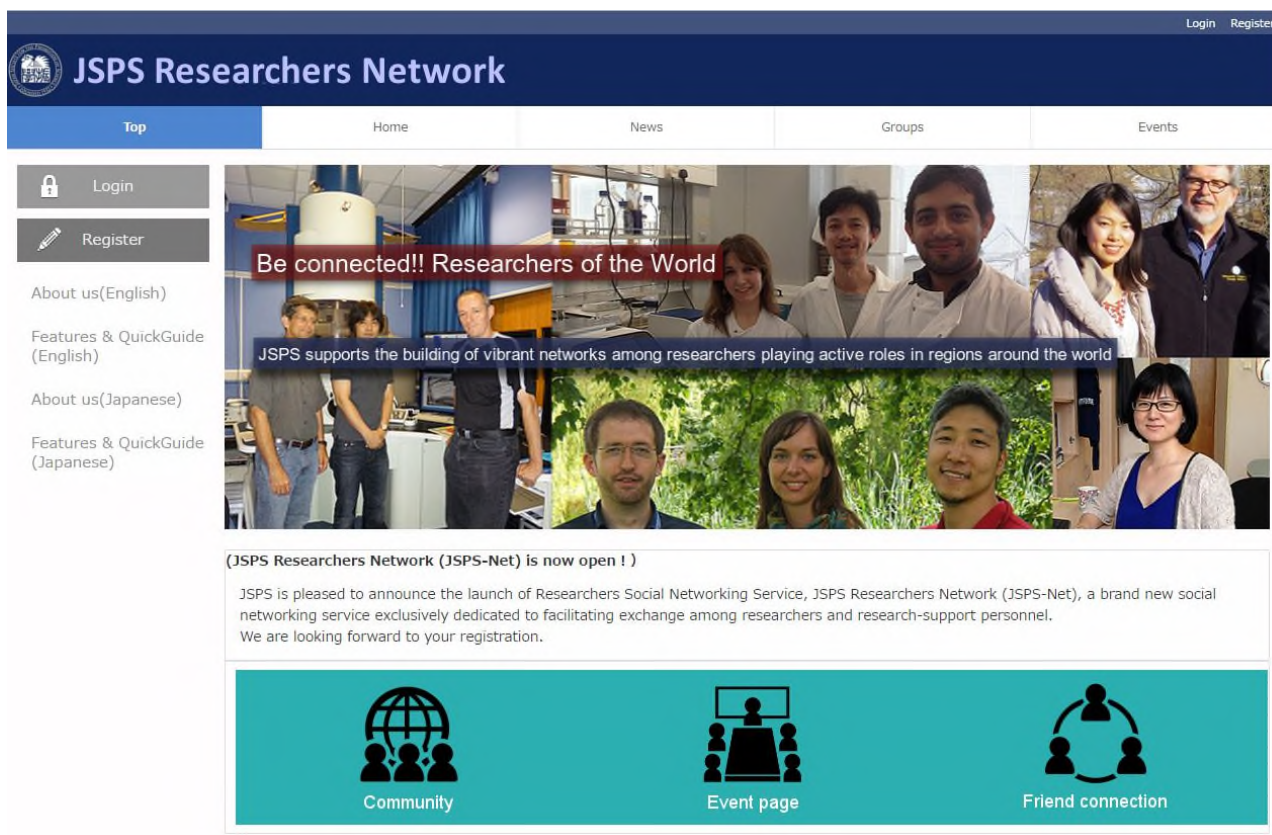 Login Register
JSPS Researchers Network
Top Home News Groups Events
Login
Register
About us(English)
Features & QuickGuide
(English)
About us(Japanese)
Features & QuickGuide
(Japanese)
Be connected!! Researchers of the World
JSPS supports the building of vibrant networks among researchers playing active roles in regions around the world
(JSPS Researchers Network (JSPS-Net) is now open ! )
JSPS is pleased to announce the launch of Researchers Social Networking Service, JSPS Researchers Network (JSPS-Net), a brand new social
networking service exclusively dedicated to facilitating exchange among researchers and research-support personnel.
We are looking forward to your registration.
Community Event page Friend connection